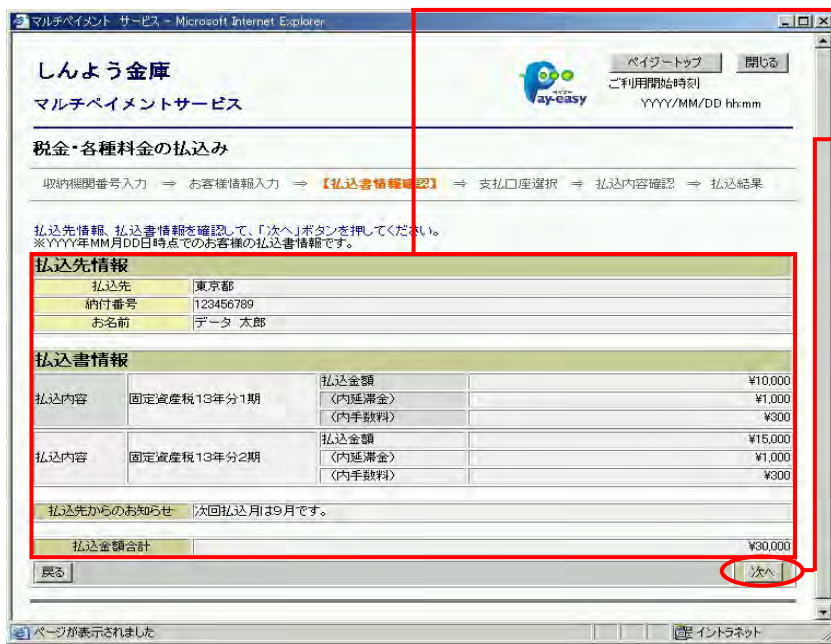 マルチペイメント サービス - Microsoft Internet Explorer
しんよう金庫
マルチペイメントサービス
ペイジー
Pay-easy
ペイジートップ 閉じる
ご利用開始時刻
YYYY/MM/DD hh:mm
税金・各種料金の払込み
収納機関番号入力 ⇒ お客様情報入力 ⇒ 【払込書情報確認】 ⇒ 支払口座選択 ⇒ 払込内容確認 ⇒ 払込結果
払込先情報、払込書情報を確認して、「次へ」ボタンを押してください。
※YYYY年MM月DD日時点でのお客様の払込書情報です。
払込先情報
払込先 東京都
納付番号 123456789
お名前 データ 太郎
払込書情報
払込内容 固定資産税13年分1期 払込金額 ¥10,000
(内延滞金) ¥1,000
(内手数料) ¥300
払込内容 固定資産税13年分2期 払込金額 ¥15,000
(内延滞金) ¥1,000
(内手数料) ¥300
払込先からのお知らせ 次回払込月は9月です。
払込金額合計 ¥30,000
戻る 次へ
ページが表示されました イントラネット